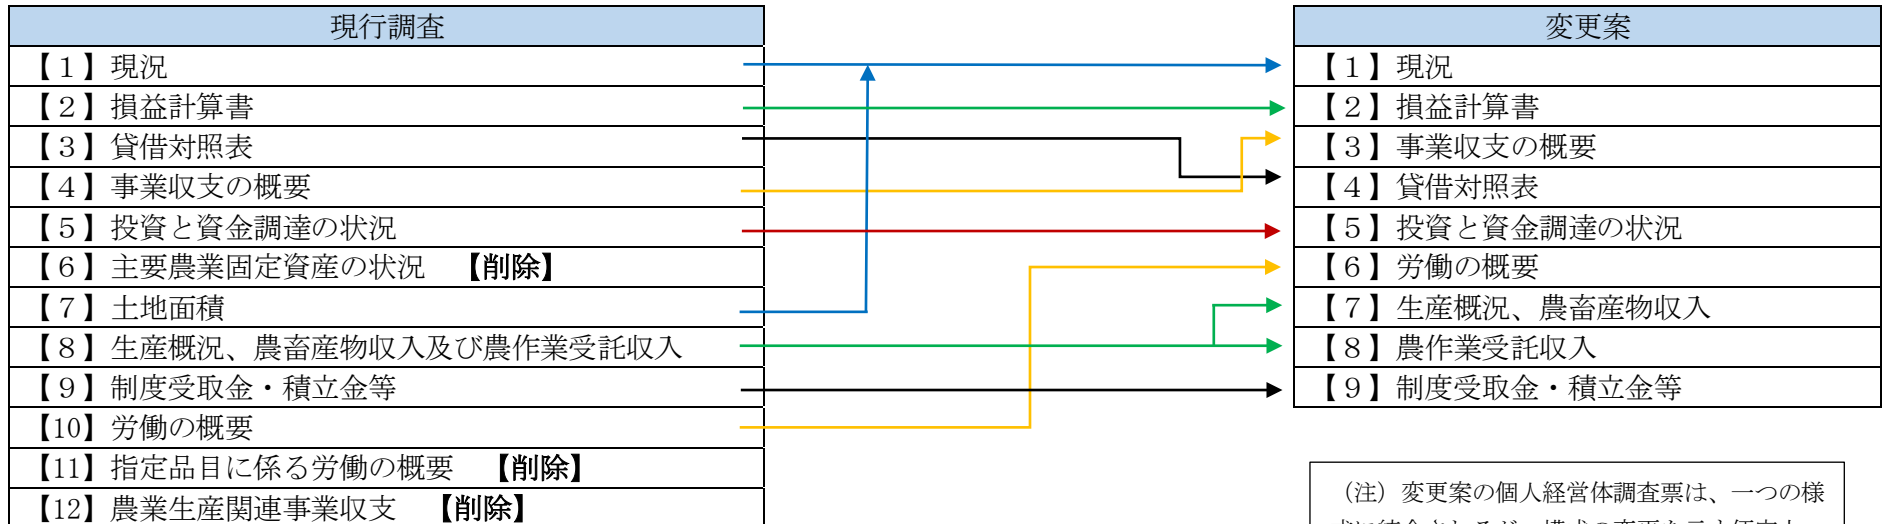 現行調査
【１】現況
【２】損益計算書
【３】貸借対照表
【４】事業収支の概要
【５】投資と資金調達の状況
【６】主要農業固定資産の状況　【削除】
【７】土地面積
【８】生産概況、農畜産物収入及び農作業受託収入
【９】制度受取金・積立金等
【10】労働の概要
【11】指定品目に係る労働の概要　【削除】
【12】農業生産関連事業収支　【削除】
変更案
【１】現況
【２】損益計算書
【３】事業収支の概要
【４】貸借対照表
【５】投資と資金調達の状況
【６】労働の概要
【７】生産概況、農畜産物収入
【８】農作業受託収入
【９】制度受取金・積立金等
（注）変更案の個人経営体調査票は、一つの様